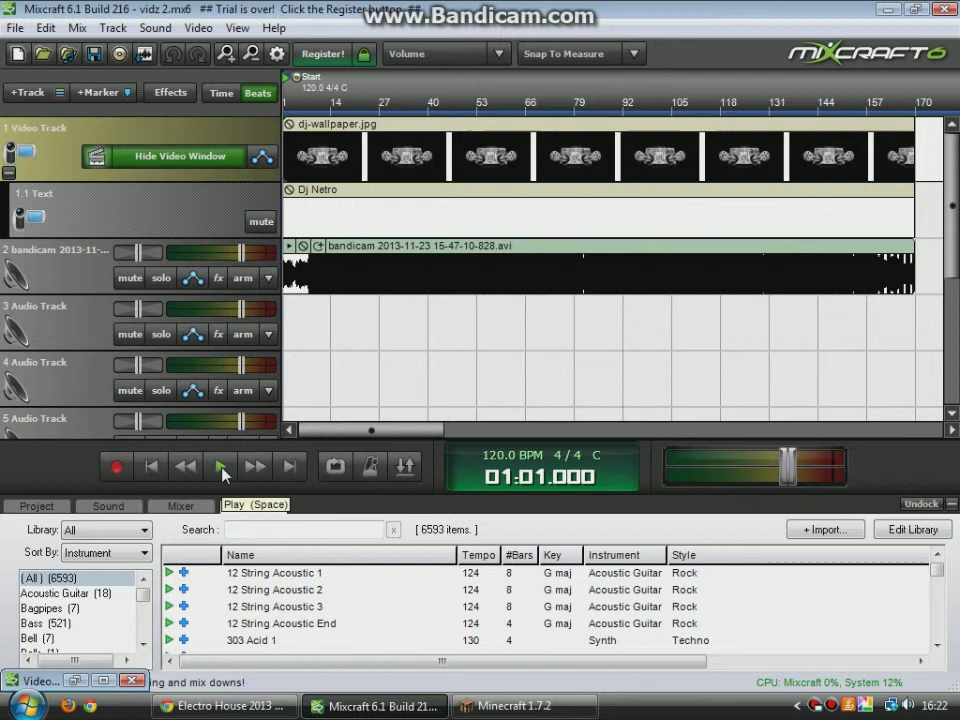 Mixcraft 6.1 Build 216 - vidz 2.mx6 ## Trial is over! Click the Register button. ##
www.Bandicam.com
File Edit Mix Track Sound Video View Help
Register! Volume Snap To Measure MIXCRAFT6
+Track +Marker Effects Time Beats
Start
120.0 4/4 C
1 14 27 40 53 66 79 92 105 118 131 144 157 170
1 Video Track
dj-wallpaper.jpg
Hide Video Window
1.1 Text
Dj Netro
mute
2 bandicam 2013-11-...
bandicam 2013-11-23 15-47-10-828.avi
mute solo fx arm
3 Audio Track
mute solo fx arm
4 Audio Track
mute solo fx arm
5 Audio Track
120.0 BPM 4/4 C
01:01.000
Play (Space)
Project Sound Mixer
Undock
Library: All
Search : [ 6593 items. ] + Import... Edit Library
Sort By: Instrument
Name Tempo #Bars Key Instrument Style
( All ) (6593)
Acoustic Guitar (18)
Bagpipes (7)
Bass (521)
Bell (7)
12 String Acoustic 1 124 8 G maj Acoustic Guitar Rock
12 String Acoustic 2 124 8 G maj Acoustic Guitar Rock
12 String Acoustic 3 124 8 G maj Acoustic Guitar Rock
12 String Acoustic End 124 4 G maj Acoustic Guitar Rock
303 Acid 1 130 4 Synth Techno
Video...
ing and mix downs!
CPU: Mixcraft 0%, System 12%
Electro House 2013 ...
Mixcraft 6.1 Build 21...
Minecraft 1.7.2
16:22